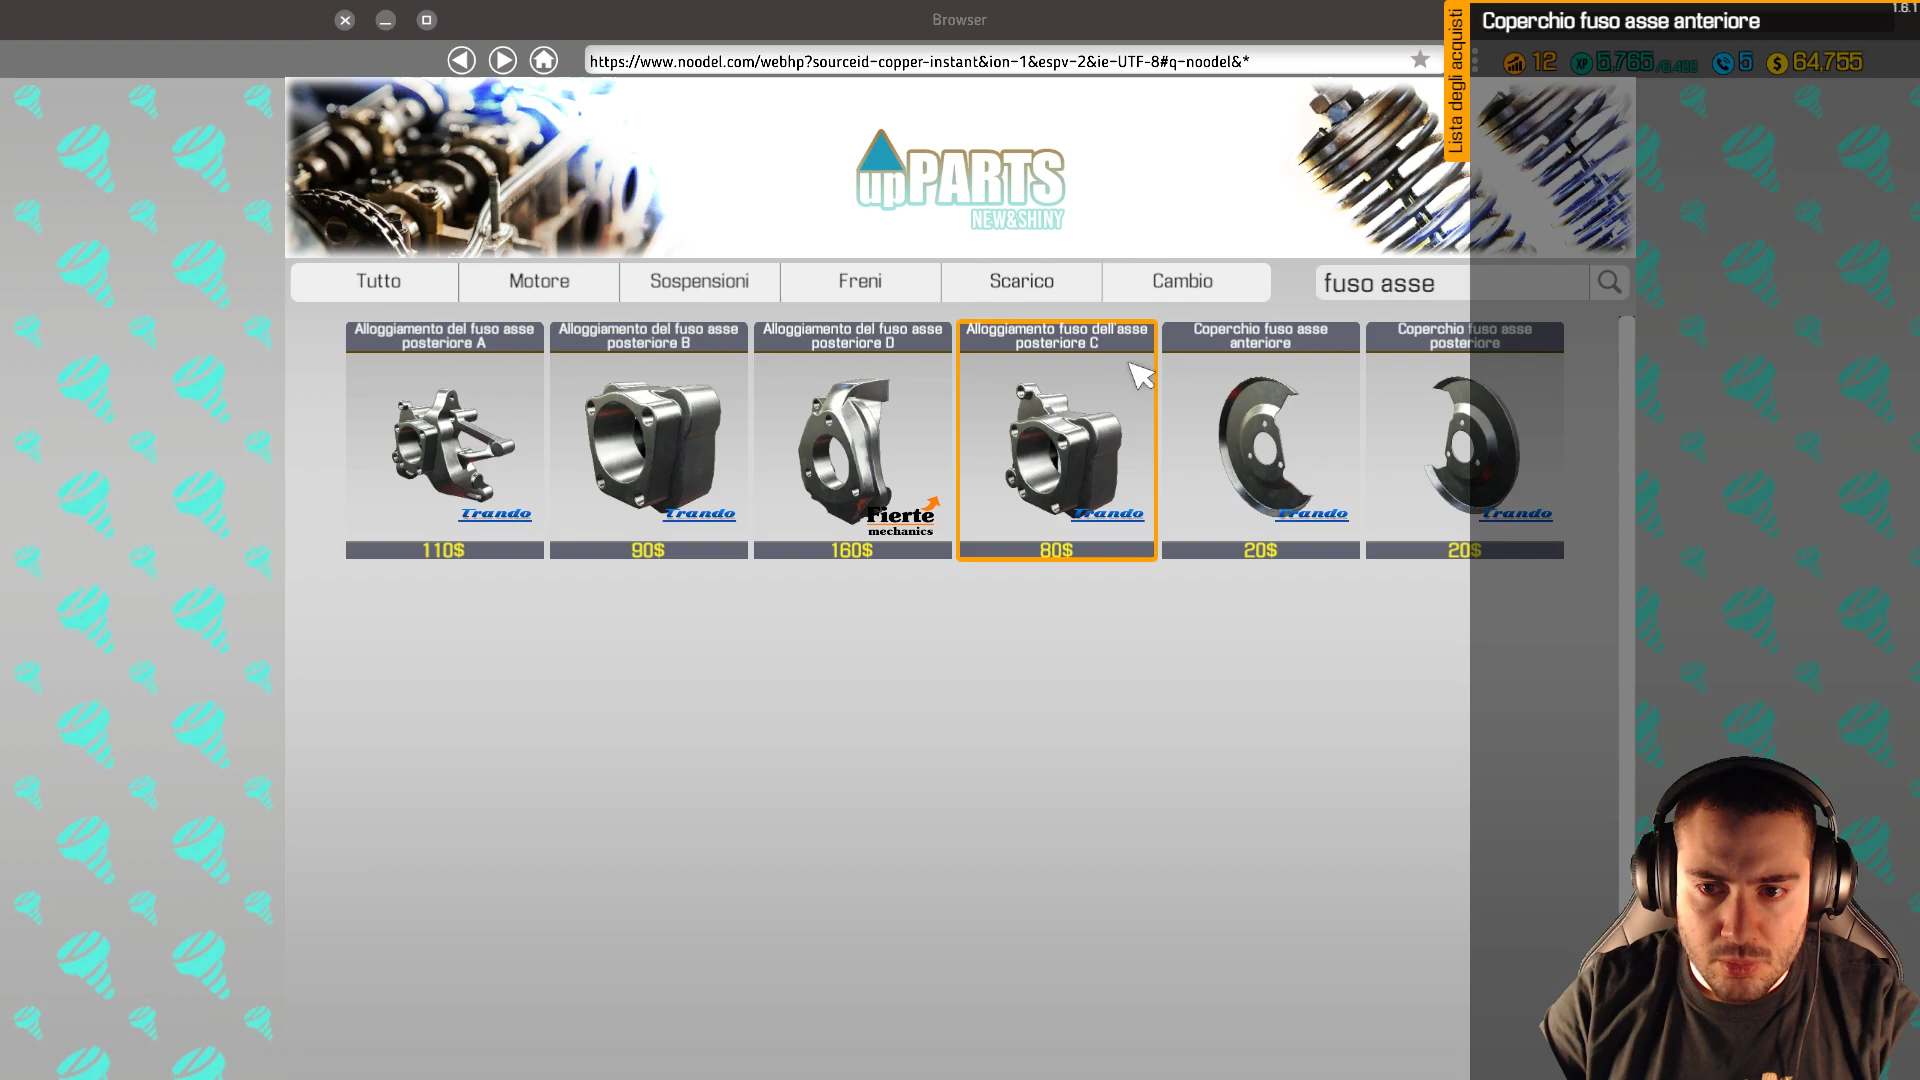 Browser
1.6.1
Coperchio fuso asse anteriore
Lista degli acquisti
https://www.noodel.com/webhp?sourceid-copper-instant&ion-1&espv-2&ie-UTF-8#q-noodel&*
12
XP 5,765/8,400
5
$ 64,755
upPARTS
NEW&SHINY
Tutto
Motore
Sospensioni
Freni
Scarico
Cambio
fuso asse
Alloggiamento del fuso asse
posteriore A
Trando
110$
Alloggiamento del fuso asse
posteriore B
Trando
90$
Alloggiamento del fuso asse
posteriore D
Fierte
mechanics
160$
Alloggiamento fuso dell'asse
posteriore C
Trando
80$
Coperchio fuso asse
anteriore
Trando
20$
Coperchio fuso asse
posteriore
Trando
20$